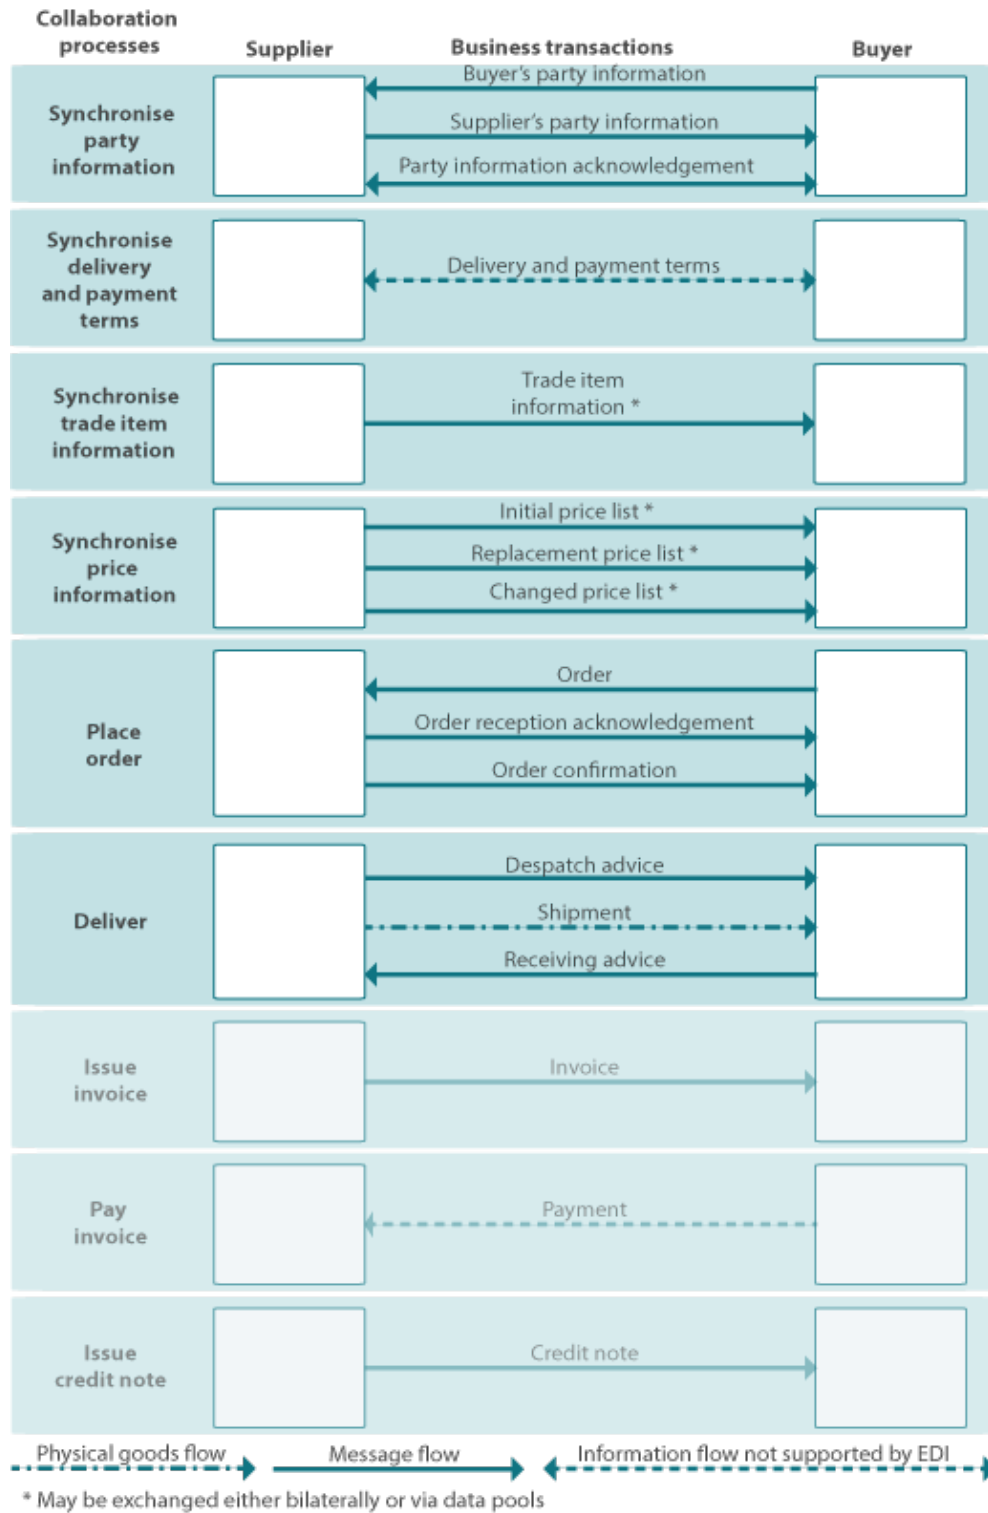 Collaboration
processes
Supplier
Business transactions
Buyer
Synchronise
party
information
Buyer's party information
Supplier's party information
Party information acknowledgement
Synchronise
delivery
and payment
terms
Delivery and payment terms
Synchronise
trade item
information
Trade item
information *
Synchronise
price
information
Initial price list *
Replacement price list *
Changed price list *
Place
order
Order
Order reception acknowledgement
Order confirmation
Deliver
Despatch advice
Shipment
Receiving advice
Issue
invoice
Invoice
Pay
invoice
Payment
Issue
credit note
Credit note
Physical goods flow
Message flow
Information flow not supported by EDI
* May be exchanged either bilaterally or via data pools